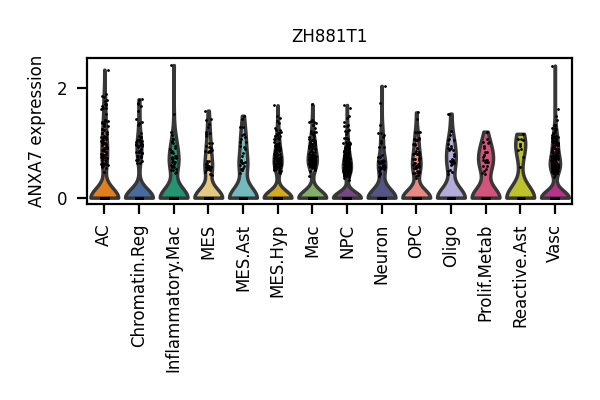 ZH881T1
ANXA7 expression
2
0
AC
Chromatin.Reg
Inflammatory.Mac
MES
MES.Ast
MES.Hyp
Mac
NPC
Neuron
OPC
Oligo
Prolif.Metab
Reactive.Ast
Vasc